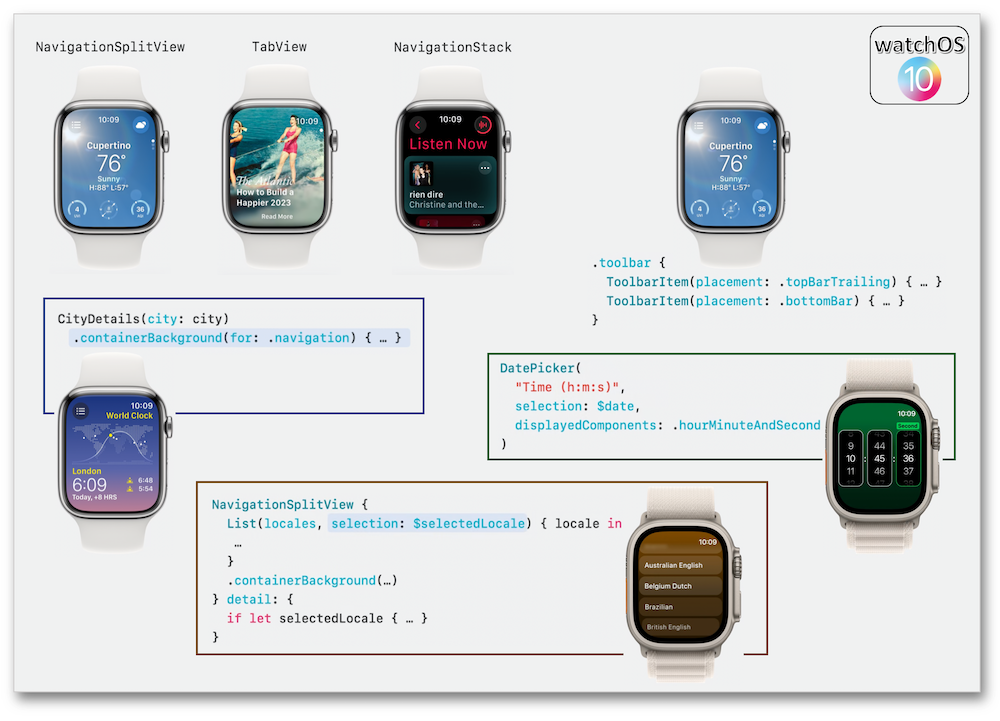 NavigationSplitView
TabView
NavigationStack
watchOS
10
10:09
Cupertino
76°
Sunny
H:88° L:57°
4
36
10:09
The Atlantic
How to Build a
Happier 2023
Read More
10:09
Listen Now
rien dire
Christine and the...
10:09
Cupertino
76°
Sunny
H:88° L:57°
4
36
.toolbar {
ToolbarItem(placement: .topBarTrailing) { … }
ToolbarItem(placement: .bottomBar) { … }
}
CityDetails(city: city)
.containerBackground(for: .navigation) { … }
10:09
World Clock
London
6:09
Today, +8 HRS
6:48
5:54
DatePicker(
"Time (h:m:s)",
selection: $date,
displayedComponents: .hourMinuteAndSecond
)
10:09
Second
9 44 35
10 : 45 : 36
11 46 37
NavigationSplitView {
List(locales, selection: $selectedLocale) { locale in
…
}
.containerBackground(…)
} detail: {
if let selectedLocale { … }
}
10:09
Australian English
Belgium Dutch
Brazilian
British English